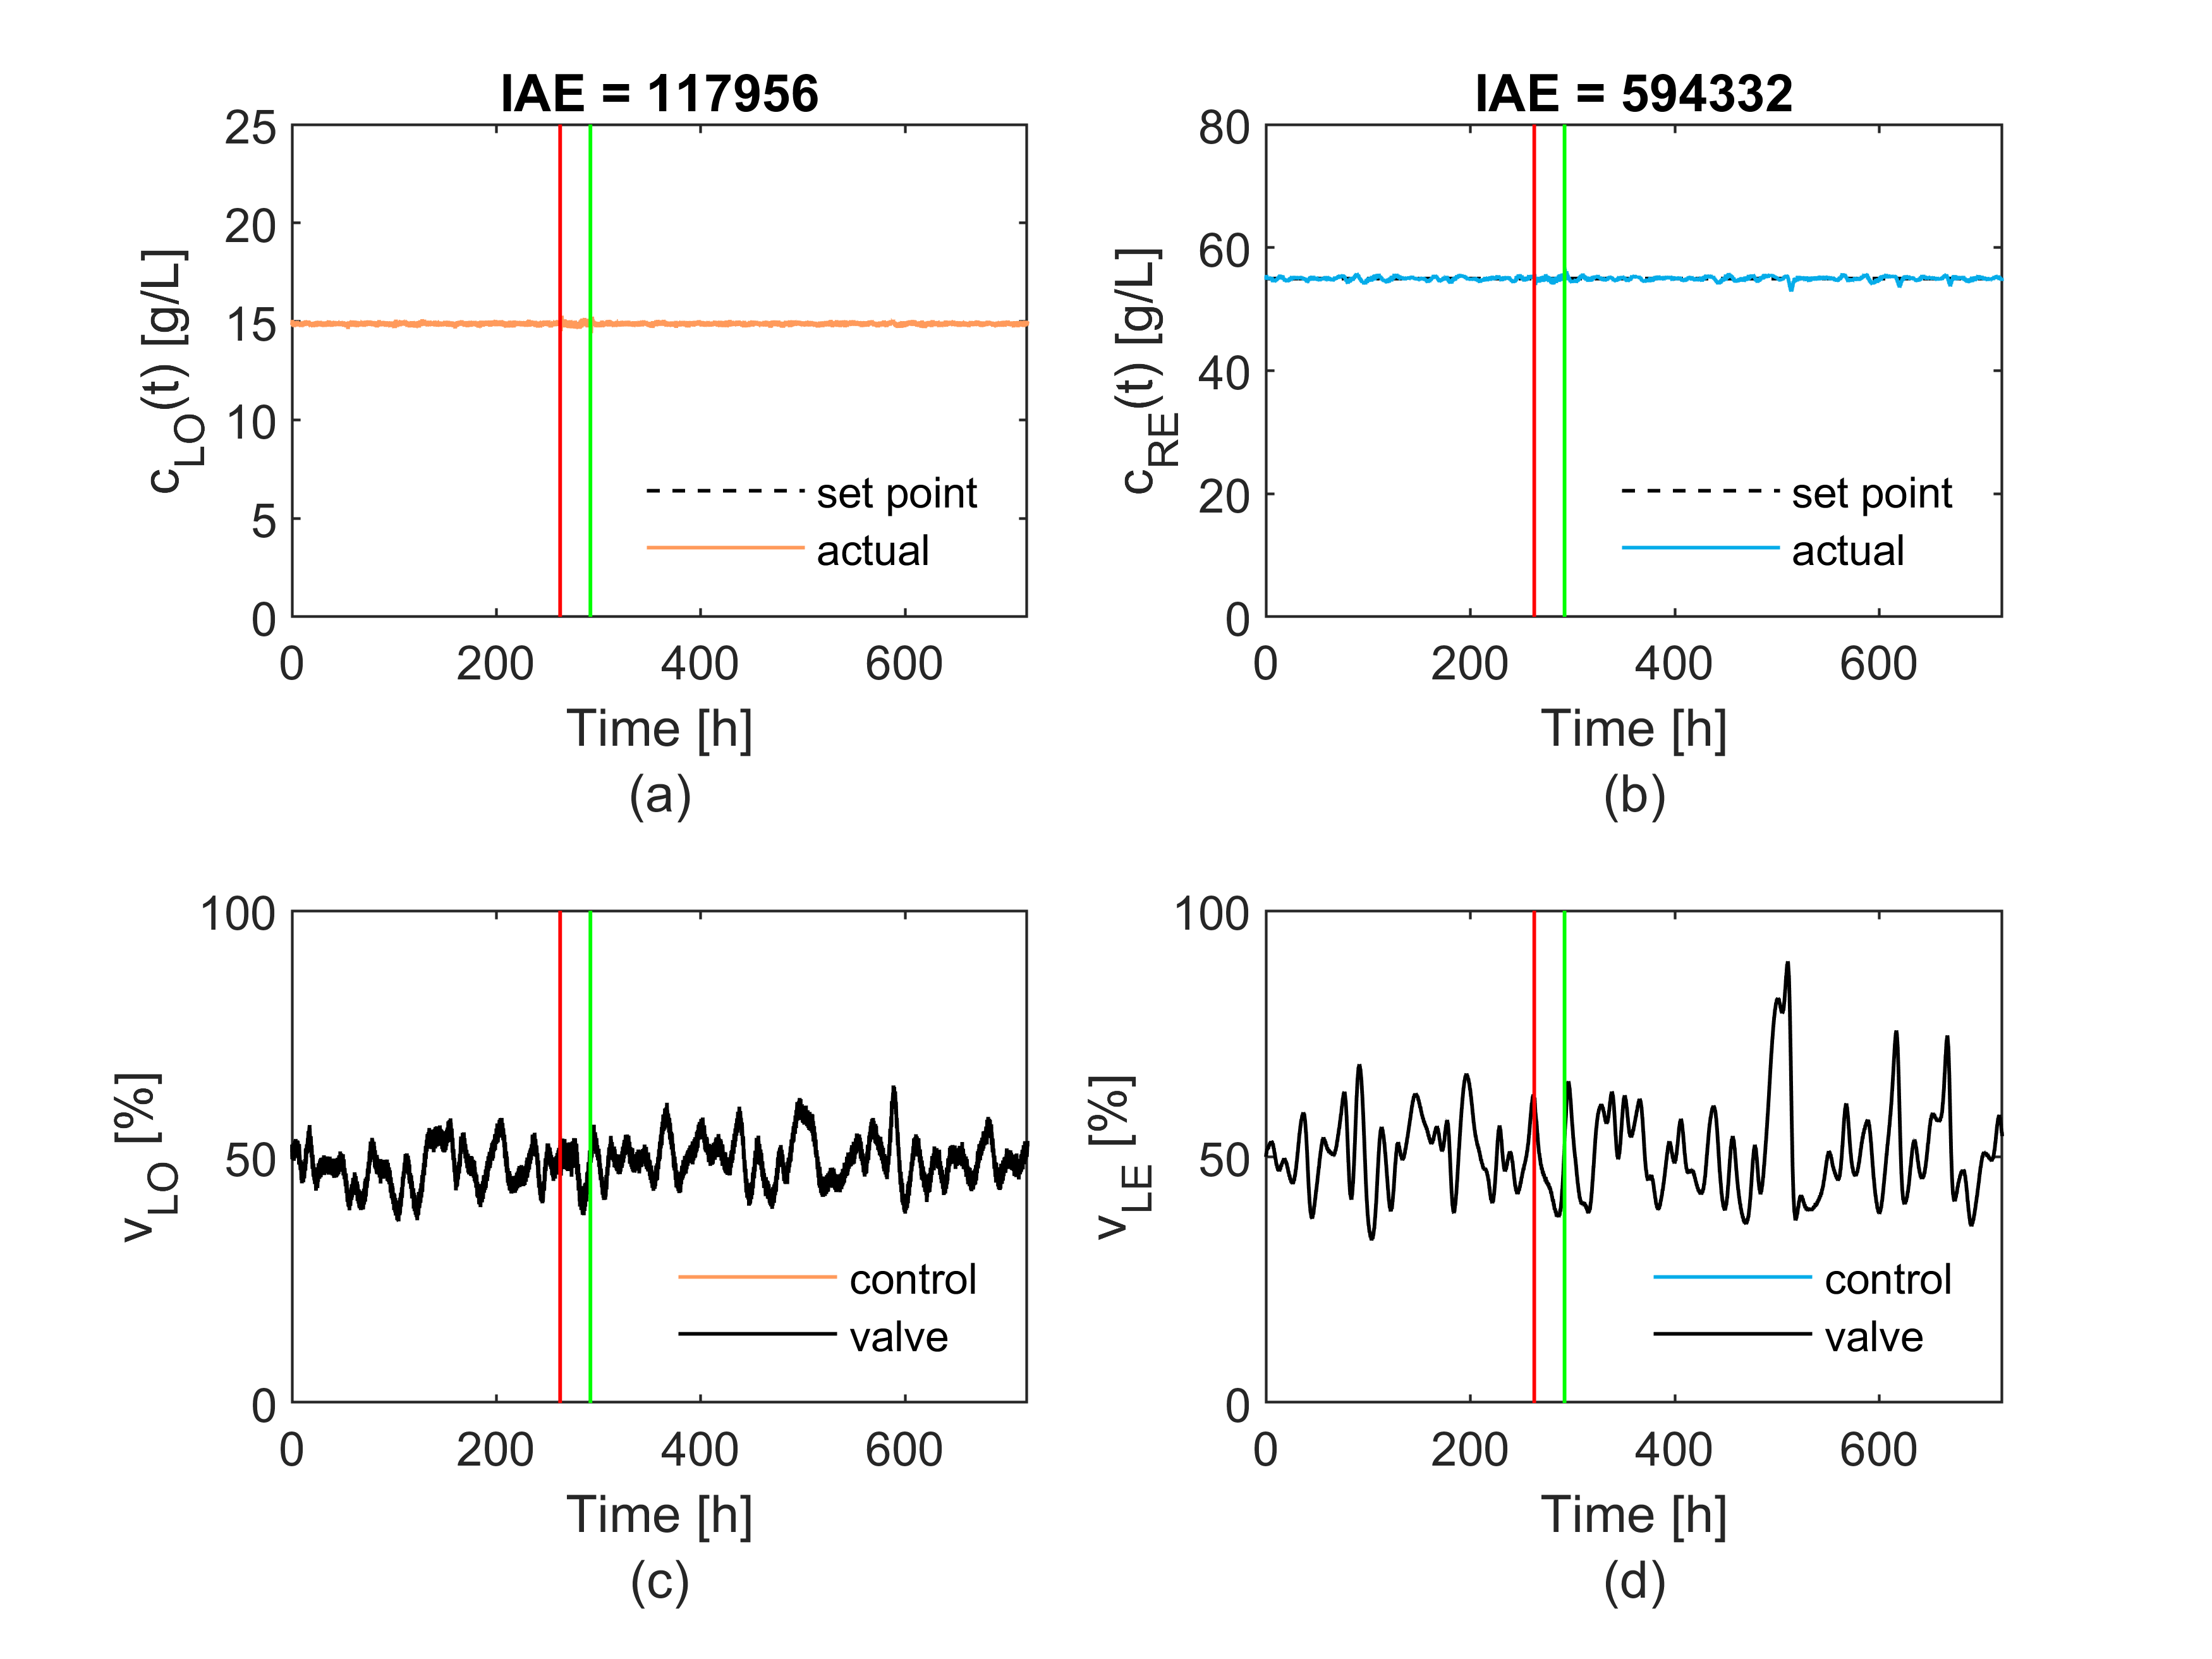 IAE = 117956
25
20
15
10
5
0
c_LO(t) [g/L]
set point
actual
0 200 400 600
Time [h]
(a)
IAE = 594332
80
60
40
20
0
c_RE(t) [g/L]
set point
actual
0 200 400 600
Time [h]
(b)
100
50
0
v_LO [%]
control
valve
0 200 400 600
Time [h]
(c)
100
50
0
v_LE [%]
control
valve
0 200 400 600
Time [h]
(d)